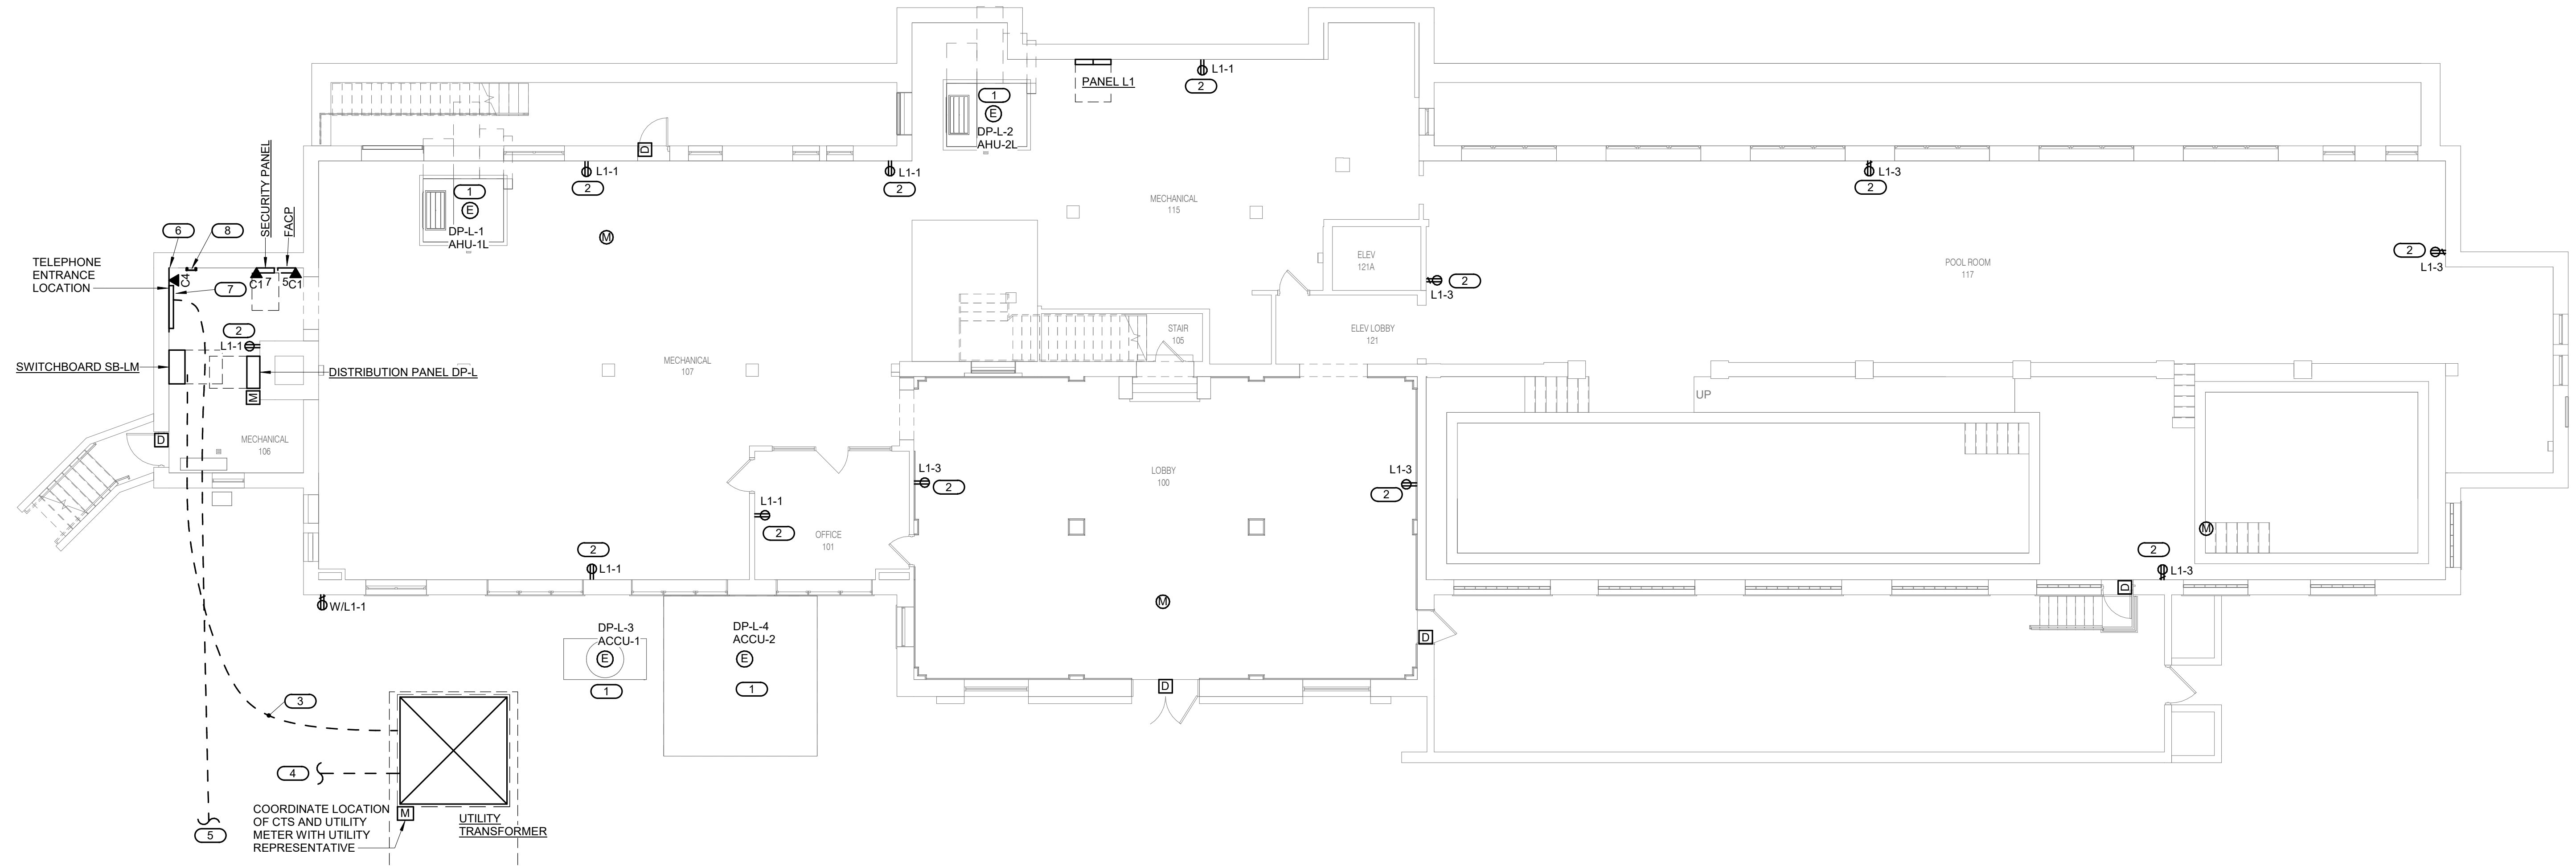 PANEL L1
L1-1
2
1
E
DP-L-2
AHU-2L
D
L1-1
2
L1-1
2
L1-3
2
SECURITY PANEL
FACP
1
E
DP-L-1
AHU-1L
MECHANICAL
115
6
8
M
TELEPHONE
ENTRANCE
LOCATION
C4
C1
7
5
C1
7
ELEV
121A
2
L1-3
POOL ROOM
117
2
L1-3
2
L1-1
STAIR
105
ELEV LOBBY
121
SWITCHBOARD SB-LM
DISTRIBUTION PANEL DP-L
MECHANICAL
107
M
UP
D
MECHANICAL
106
L1-3
2
LOBBY
100
L1-3
2
L1-1
2
OFFICE
101
M
2
L1-1
2
L1-3
W/L1-1
M
D
DP-L-3
ACCU-1
E
1
DP-L-4
ACCU-2
E
1
D
D
3
4
5
COORDINATE LOCATION
OF CTS AND UTILITY
METER WITH UTILITY
REPRESENTATIVE
M
UTILITY
TRANSFORMER